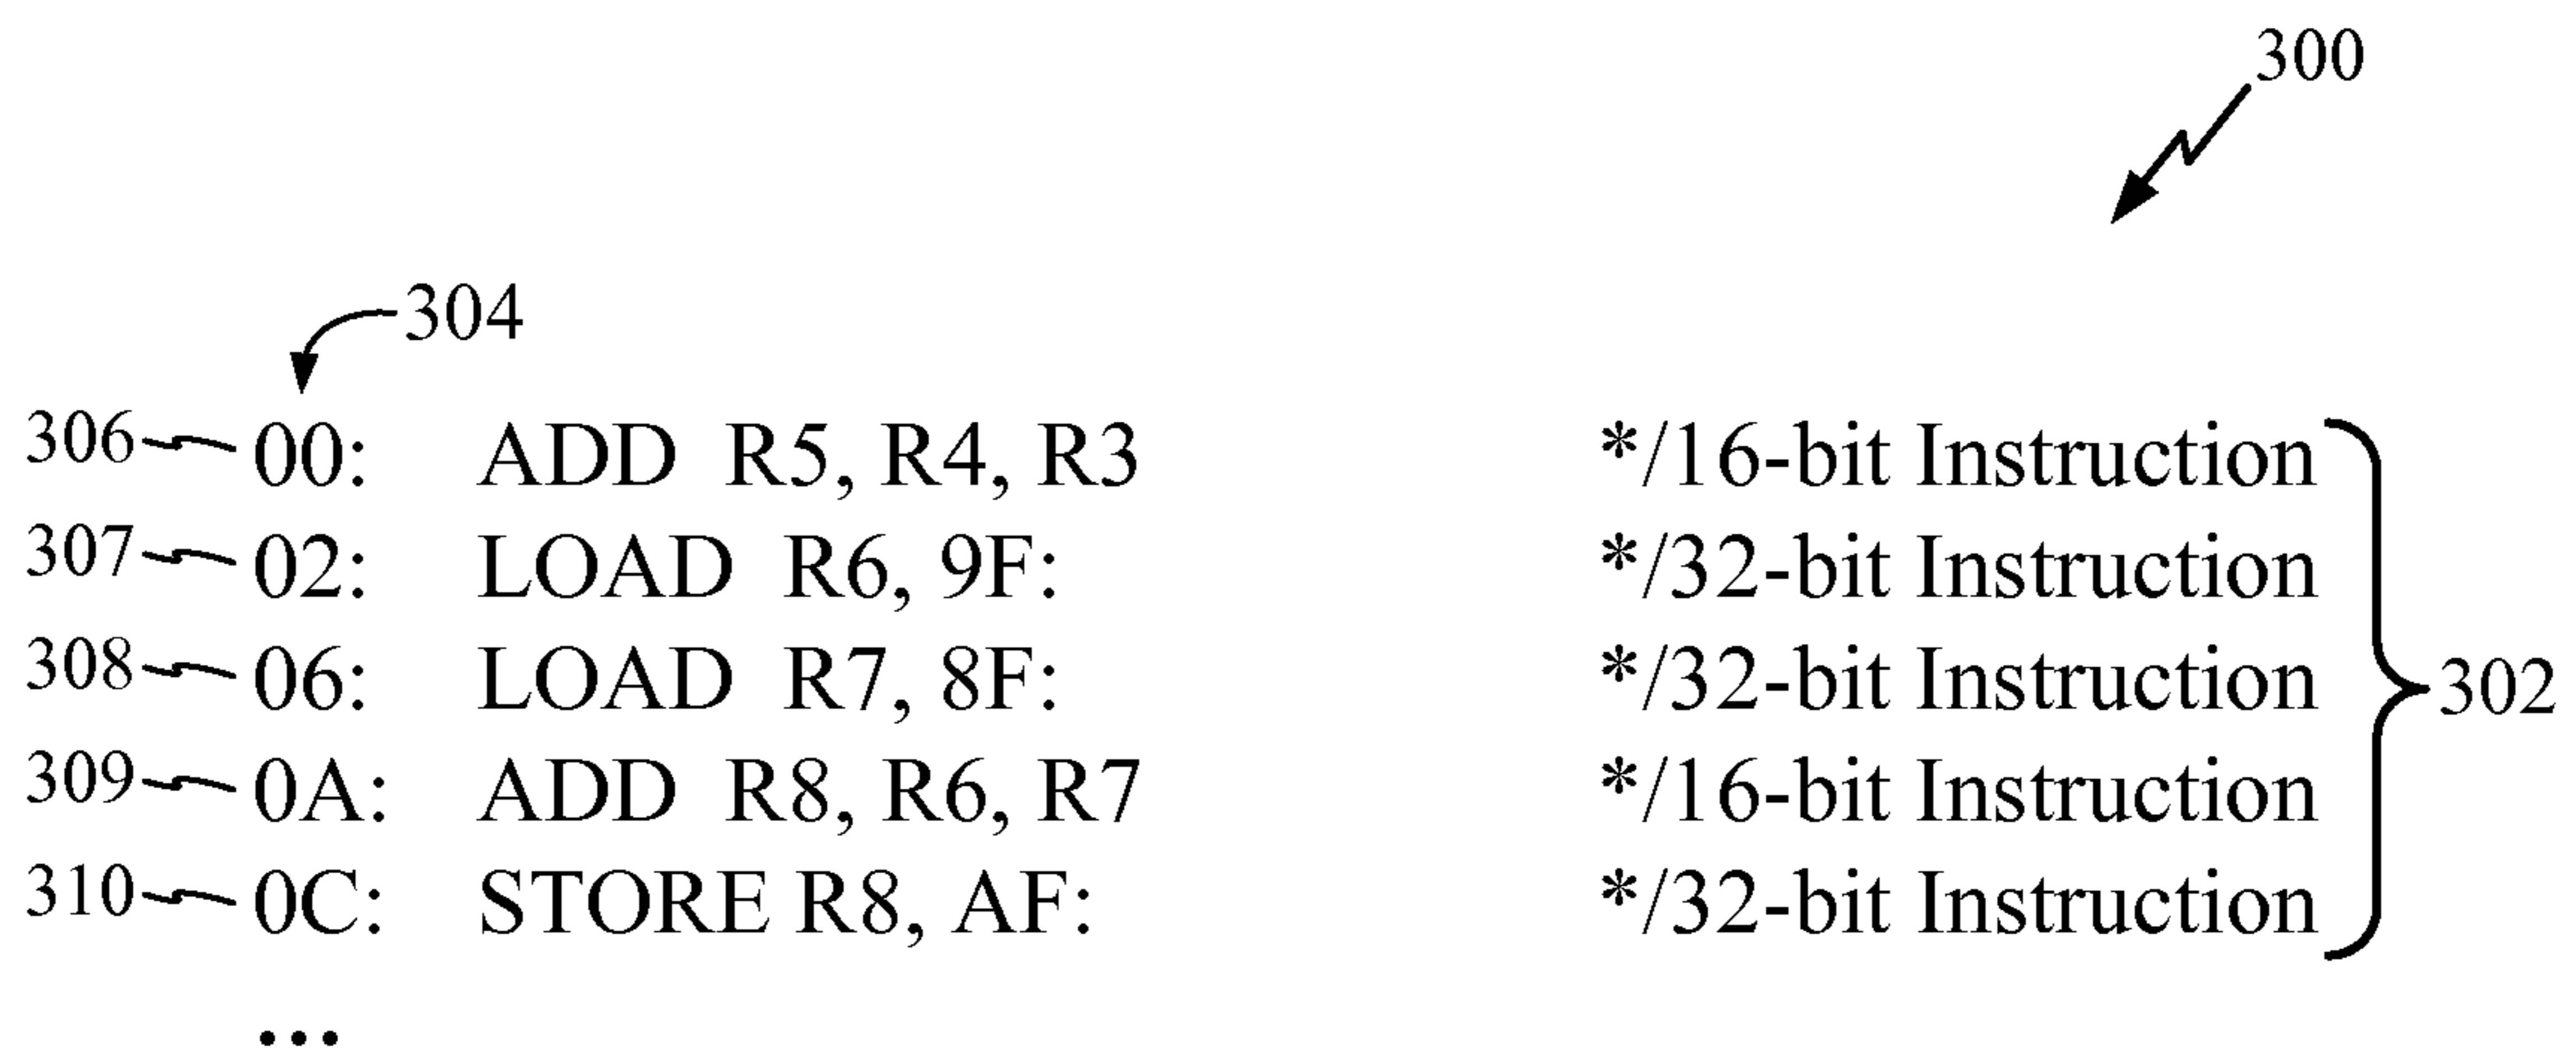 300
304
306 00: ADD R5, R4, R3 */16-bit Instruction
307 02: LOAD R6, 9F: */32-bit Instruction
308 06: LOAD R7, 8F: */32-bit Instruction
302
309 0A: ADD R8, R6, R7 */16-bit Instruction
310 0C: STORE R8, AF: */32-bit Instruction
...